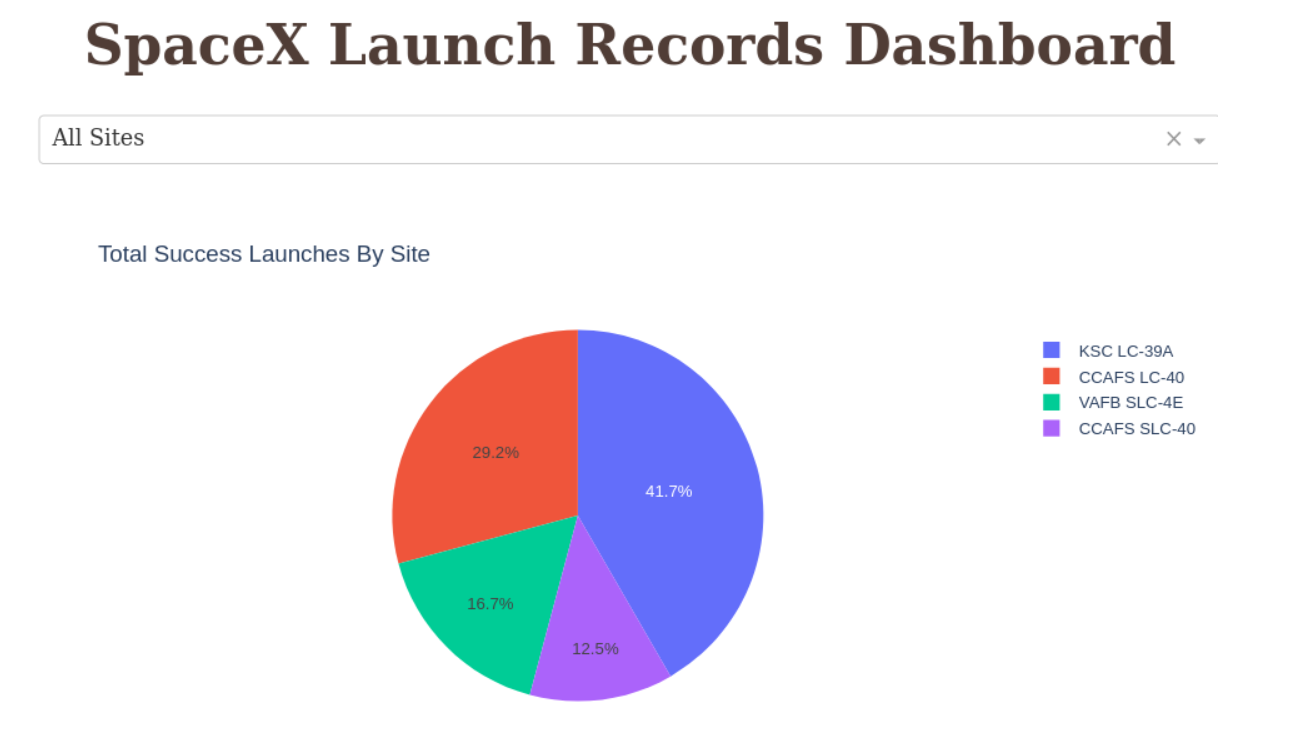 SpaceX Launch Records Dashboard
All Sites
Total Success Launches By Site
KSC LC-39A
CCAFS LC-40
VAFB SLC-4E
CCAFS SLC-40
29.2%
41.7%
16.7%
12.5%